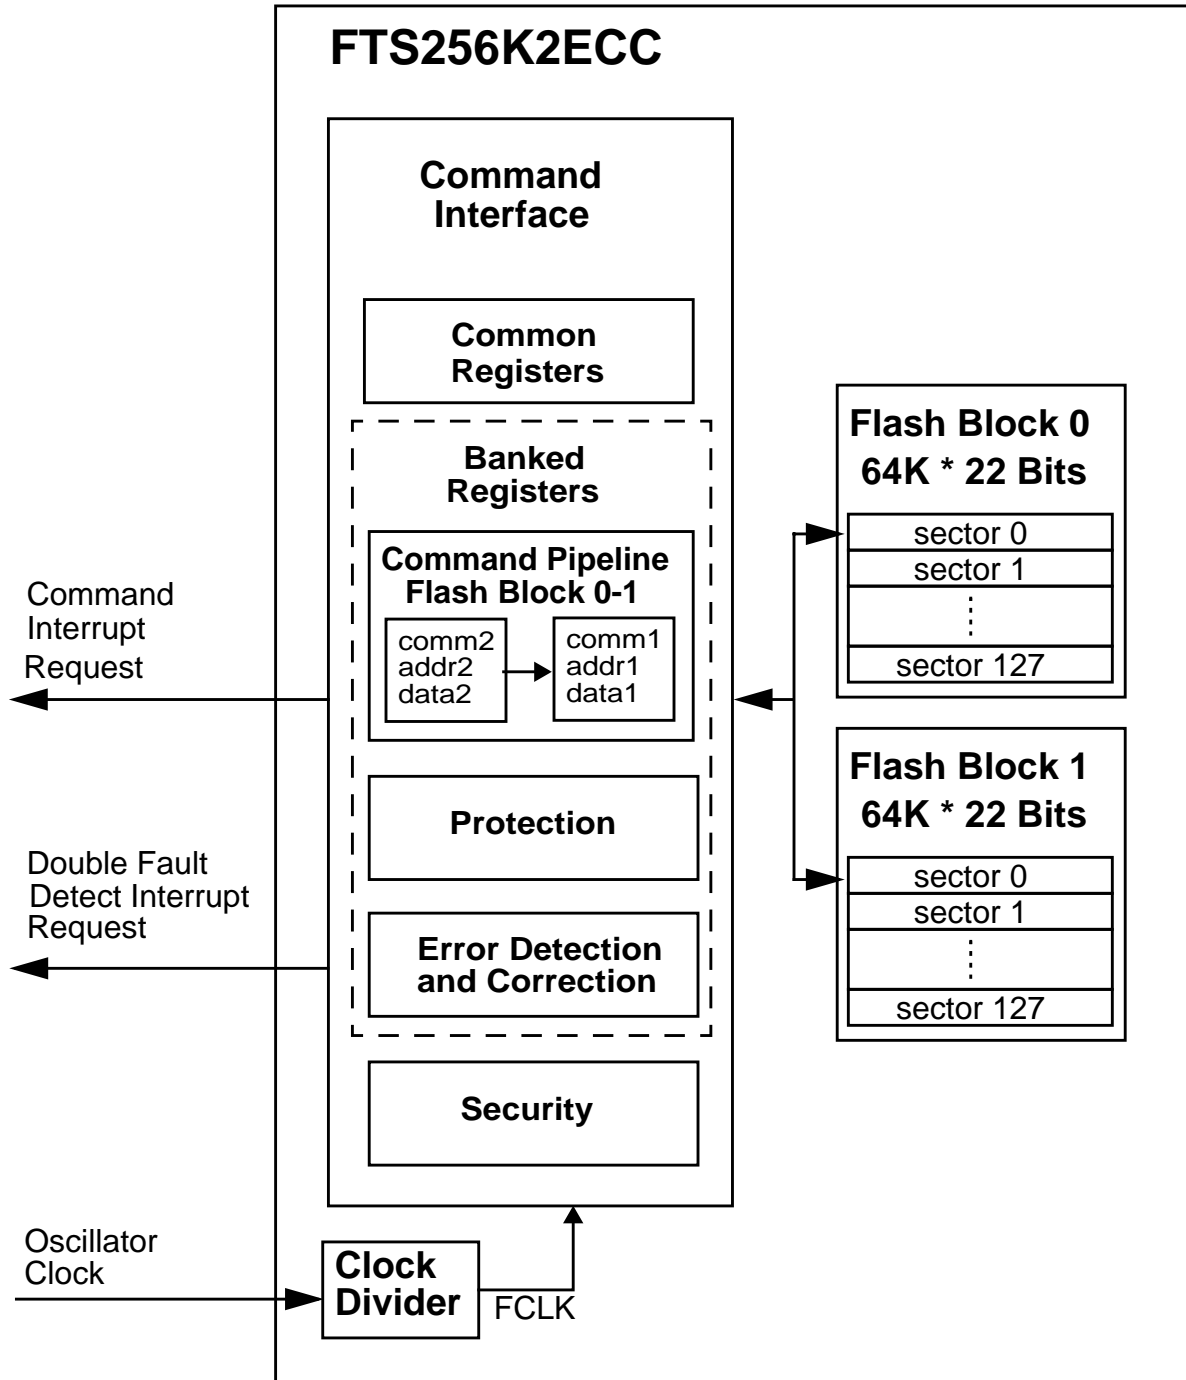 FTS256K2ECC
Command
Interface
Common
Registers
Banked
Registers
Command Pipeline
Flash Block 0-1
comm2
addr2
data2
comm1
addr1
data1
Protection
Error Detection
and Correction
Security
Command
Interrupt
Request
Double Fault
Detect Interrupt
Request
Oscillator
Clock
Clock
Divider
FCLK
Flash Block 0
64K * 22 Bits
sector 0
sector 1
sector 127
Flash Block 1
64K * 22 Bits
sector 0
sector 1
sector 127